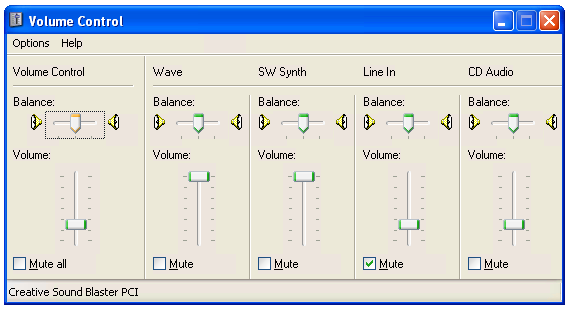 Volume Control
Options Help
Volume Control Wave SW Synth Line In CD Audio
Balance: Balance: Balance: Balance: Balance:
Volume: Volume: Volume: Volume: Volume:
Mute all Mute Mute Mute Mute
Creative Sound Blaster PCI